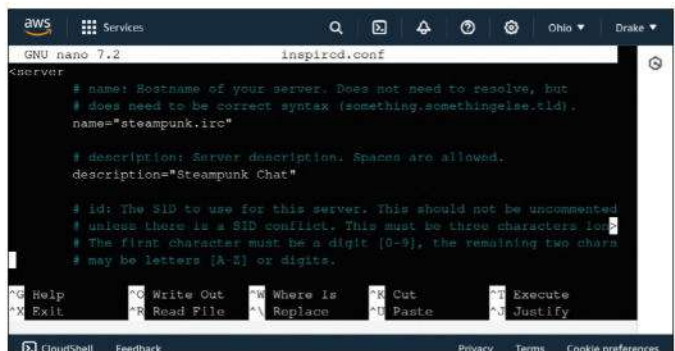 aws Services Ohio ▼ Drake ▼
GNU nano 7.2 inspircd.conf
<server
# name: Hostname of your server. Does not need to resolve, but
# does need to be correct syntax (something.somethingelse.tld).
name="steampunk.irc"
# description: Server description. Spaces are allowed.
description="Steampunk Chat"
# id: The SID to use for this server. This should not be uncommented
# unless there is a SID conflict. This must be three characters lon>
# The first character must be a digit [0-9], the remaining two chars
# may be letters [A-Z] or digits.
^G Help ^O Write Out ^W Where Is ^K Cut ^T Execute
^X Exit ^R Read File ^\ Replace ^U Paste ^J Justify
CloudShell Feedback Privacy Terms Cookie preferences